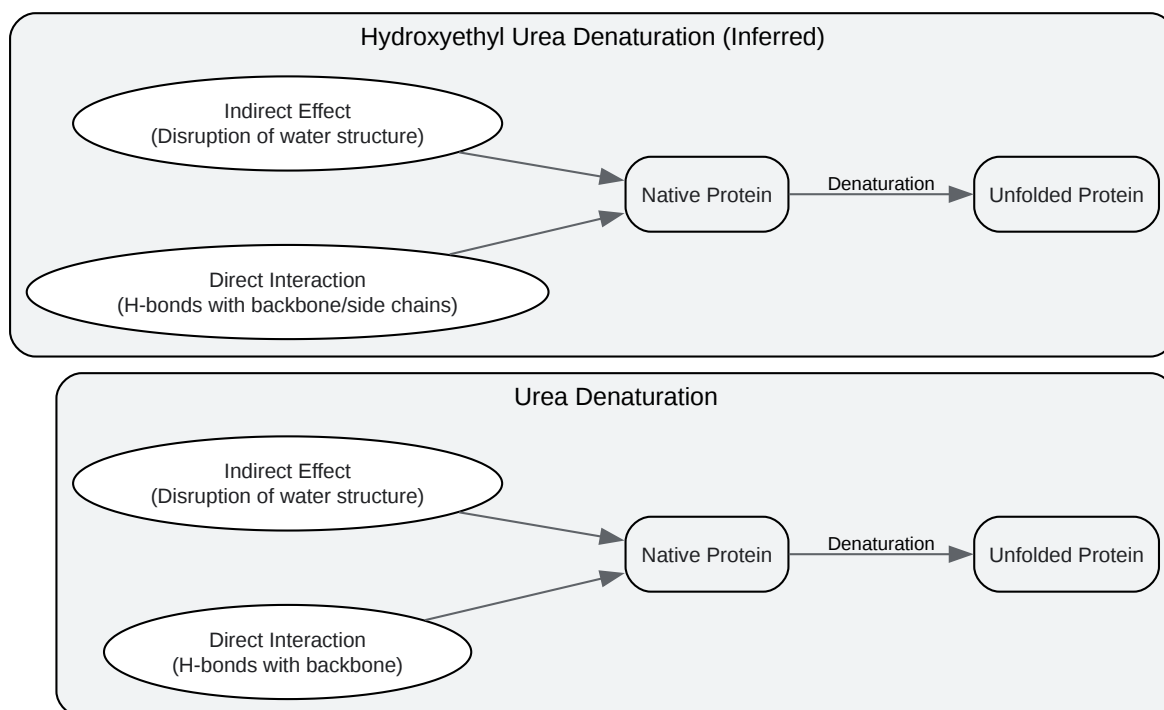 Hydroxyethyl Urea Denaturation (Inferred)
Indirect Effect
(Disruption of water structure)
Native Protein
Denaturation
Unfolded Protein
Direct Interaction
(H-bonds with backbone/side chains)
Urea Denaturation
Indirect Effect
(Disruption of water structure)
Native Protein
Denaturation
Unfolded Protein
Direct Interaction
(H-bonds with backbone)